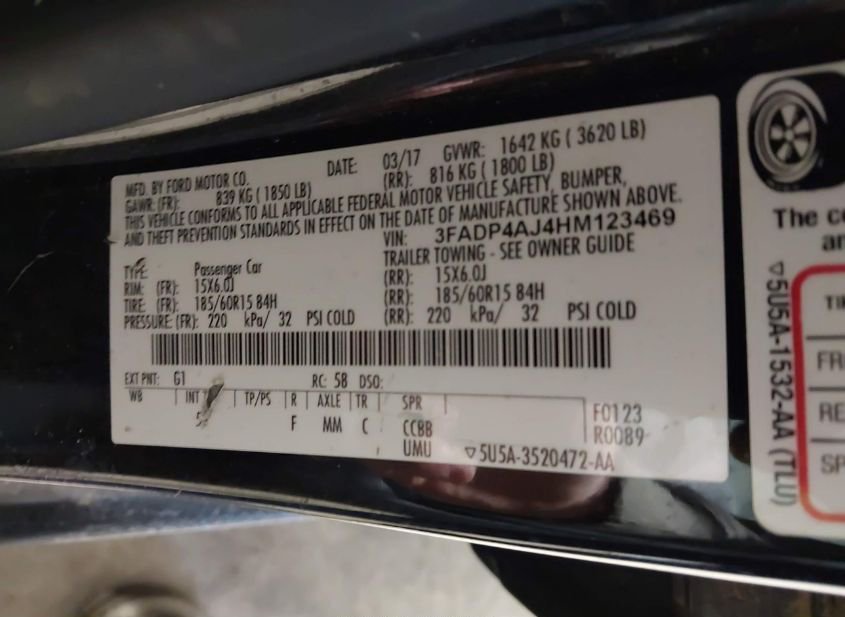 MFD. BY FORD MOTOR CO. DATE: 03/17 GVWR: 1642 KG ( 3620 LB)
GAWR: (FR): 839 KG ( 1850 LB) (RR): 816 KG ( 1800 LB)
THIS VEHICLE CONFORMS TO ALL APPLICABLE FEDERAL MOTOR VEHICLE SAFETY, BUMPER,
AND THEFT PREVENTION STANDARDS IN EFFECT ON THE DATE OF MANUFACTURE SHOWN ABOVE.
VIN: 3FADP4AJ4HM123469
TRAILER TOWING - SEE OWNER GUIDE
TYPE: Passenger Car
RIM: (FR): 15X6.0J (RR): 15X6.0J
TIRE: (FR): 185/60R15 84H (RR): 185/60R15 84H
PRESSURE: (FR): 220 kPa/ 32 PSI COLD (RR): 220 kPa/ 32 PSI COLD
EXT PNT: G1 RC: 58 DSO:
WB INT TP/PS R AXLE TR SPR
F MM C CCBB
UMU
F0123
R0089
▽5U5A-3520472-AA
▽5U5A-1532-AA (TLU)
The